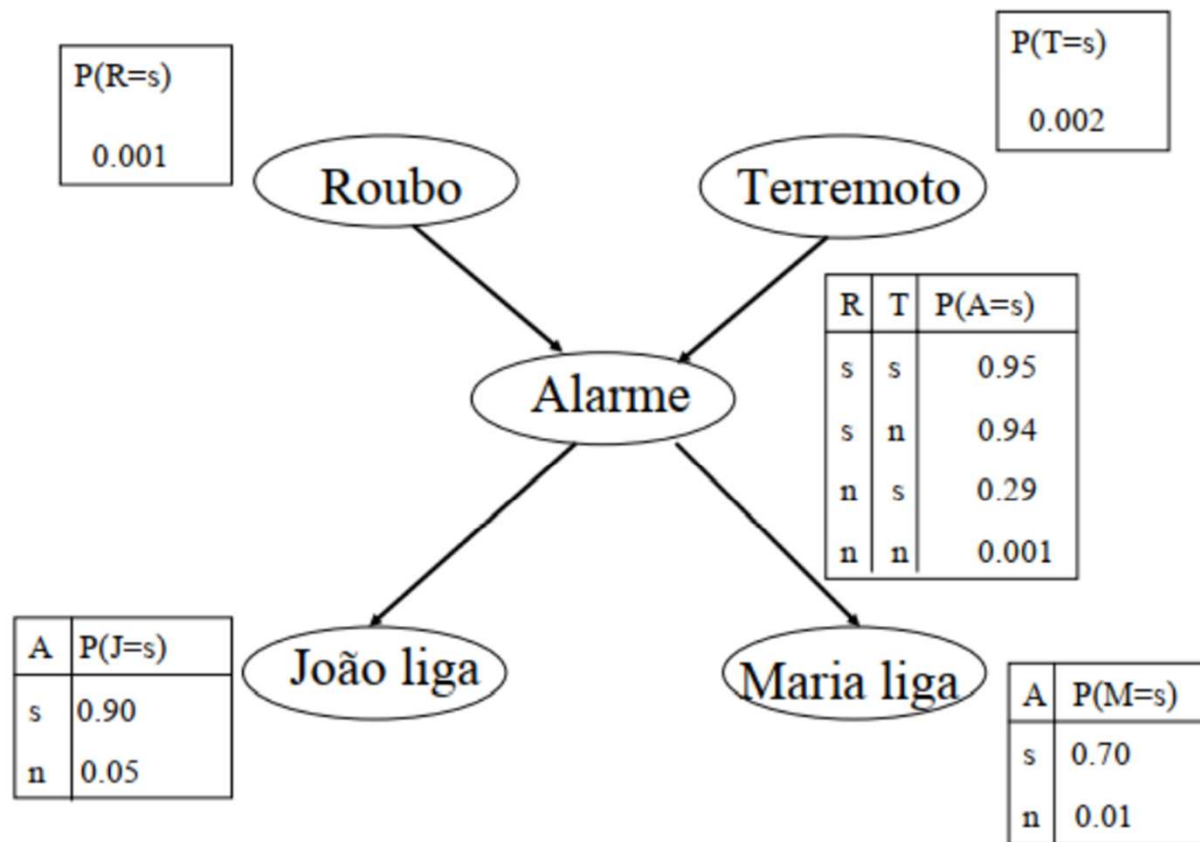 P(R=s)
0.001
P(T=s)
0.002
Roubo
Terremoto
R T P(A=s)
s s 0.95
s n 0.94
n s 0.29
n n 0.001
Alarme
A P(J=s)
s 0.90
n 0.05
João liga
Maria liga
A P(M=s)
s 0.70
n 0.01